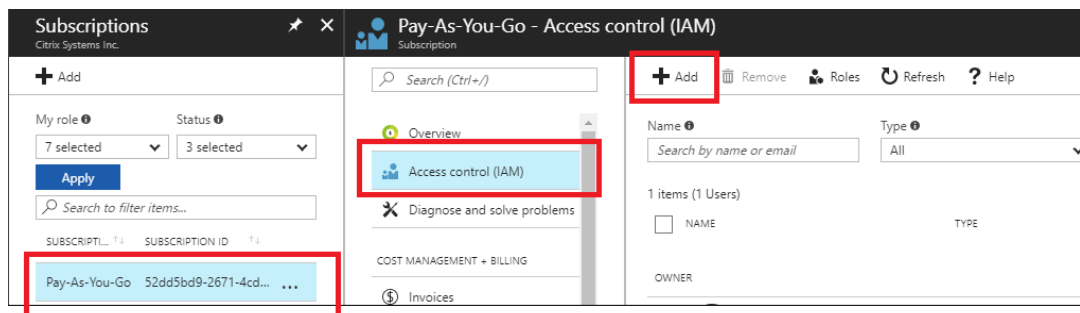 Subscriptions
Citrix Systems Inc.
Add
My role
Status
7 selected
3 selected
Apply
Search to filter items...
SUBSCRIPTI... SUBSCRIPTION ID
Pay-As-You-Go 52dd5bd9-2671-4cd... ...
Pay-As-You-Go - Access control (IAM)
Subscription
Search (Ctrl+/)
Overview
Access control (IAM)
Diagnose and solve problems
COST MANAGEMENT + BILLING
Invoices
Add Remove Roles Refresh ? Help
Name
Type
Search by name or email
All
1 items (1 Users)
NAME TYPE
OWNER